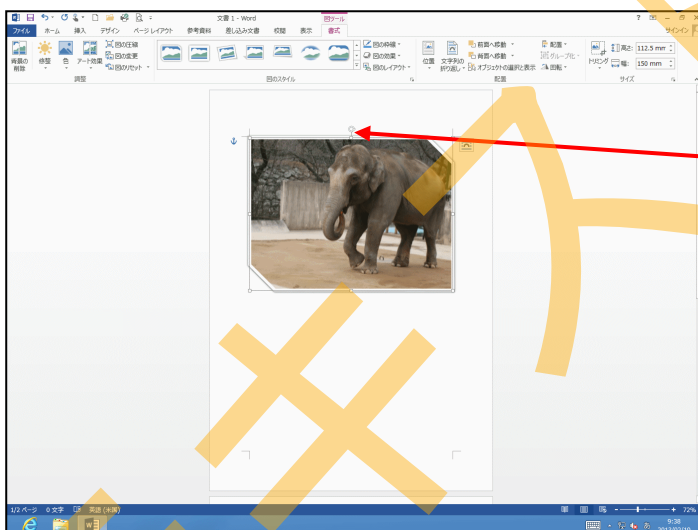 文書 1 - Word
図ツール
ファイル ホーム 挿入 デザイン ページ レイアウト 参考資料 差し込み文書 校閲 表示 書式 サインイン
背景の削除 修整 色 アート効果 図の圧縮 図の変更 図のリセット
図の枠線 図の効果 図のレイアウト
位置 文字列の折り返し 前面へ移動 背面へ移動 オブジェクトの選択と表示 配置 グループ化 回転
トリミング 高さ: 112.5 mm 幅: 150 mm
調整 図のスタイル 配置 サイズ
1/2 ページ 0 文字 英語 (米国) 72%
あ 9:38